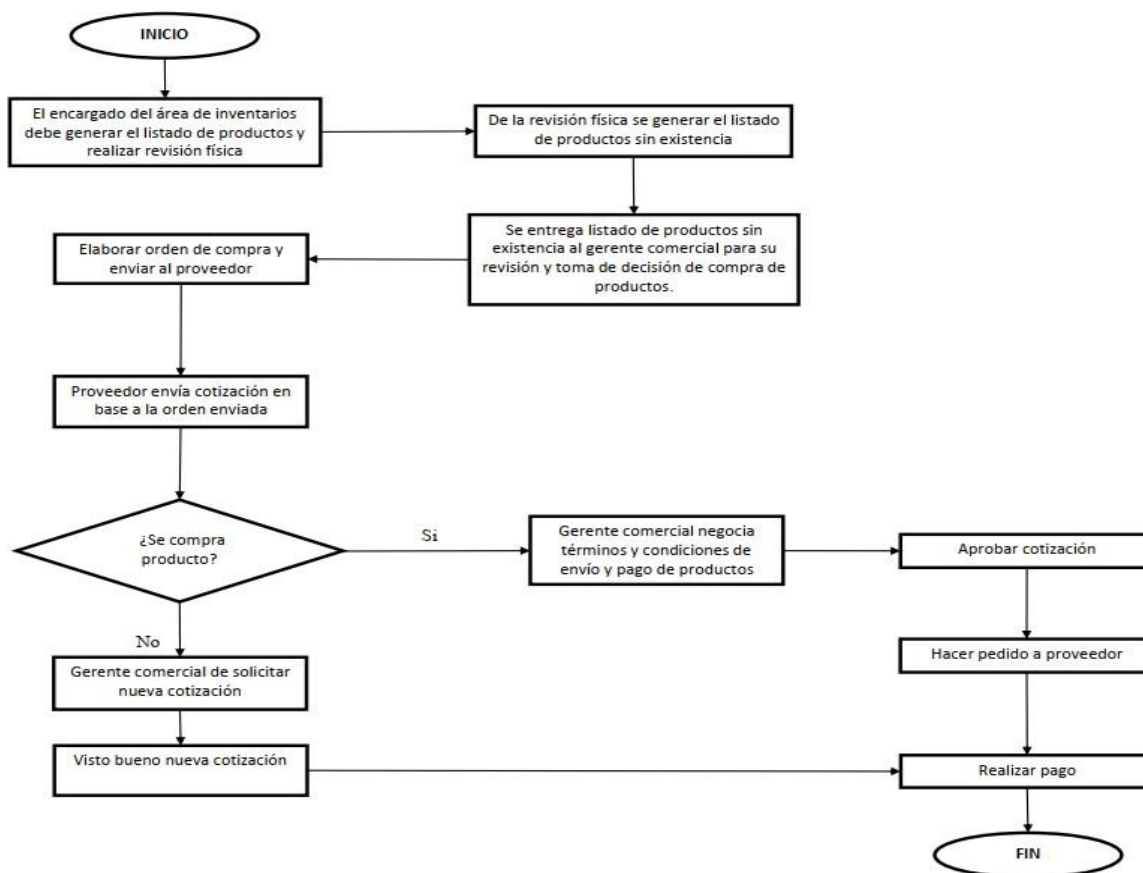 INICIO
El encargado del área de inventarios
debe generar el listado de productos y
realizar revisión física
De la revisión física se generar el listado
de productos sin existencia
Se entrega listado de productos sin
existencia al gerente comercial para su
revisión y toma de decisión de compra de
productos.
Elaborar orden de compra y
enviar al proveedor
Proveedor envía cotización en
base a la orden enviada
¿Se compra
producto?
Si
Gerente comercial negocia
términos y condiciones de
envío y pago de productos
Aprobar cotización
No
Hacer pedido a proveedor
Gerente comercial de solicitar
nueva cotización
Visto bueno nueva cotización
Realizar pago
FIN